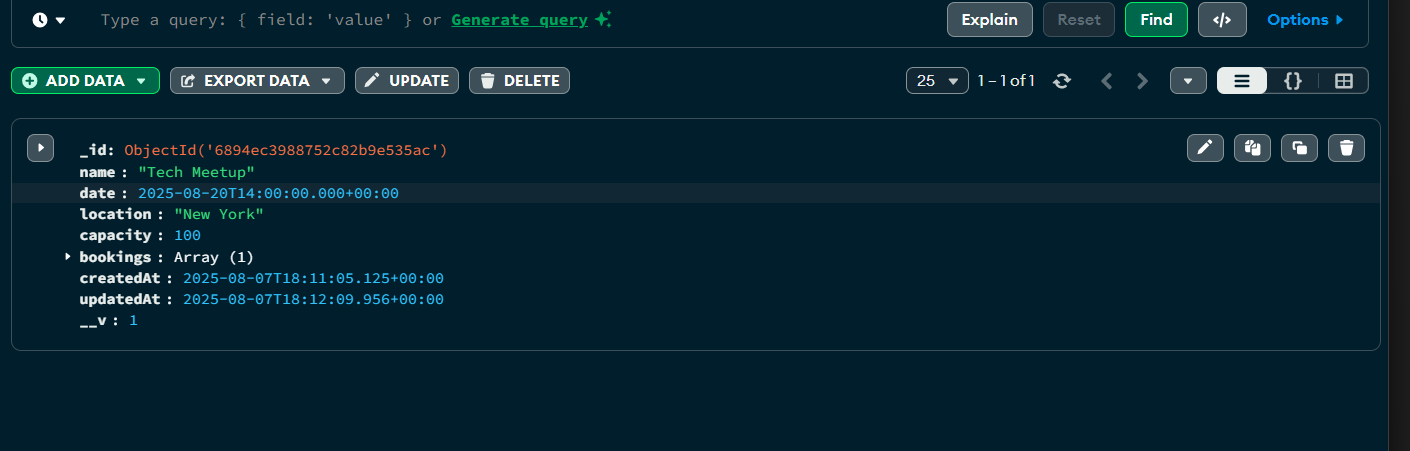 Type a query: { field: 'value' } or Generate query
Explain
Reset
Find
</>
Options
ADD DATA
EXPORT DATA
UPDATE
DELETE
25
1 – 1 of 1
{}
_id: ObjectId('6894ec3988752c82b9e535ac')
name : "Tech Meetup"
date : 2025-08-20T14:00:00.000+00:00
location : "New York"
capacity : 100
bookings : Array (1)
createdAt : 2025-08-07T18:11:05.125+00:00
updatedAt : 2025-08-07T18:12:09.956+00:00
__v : 1